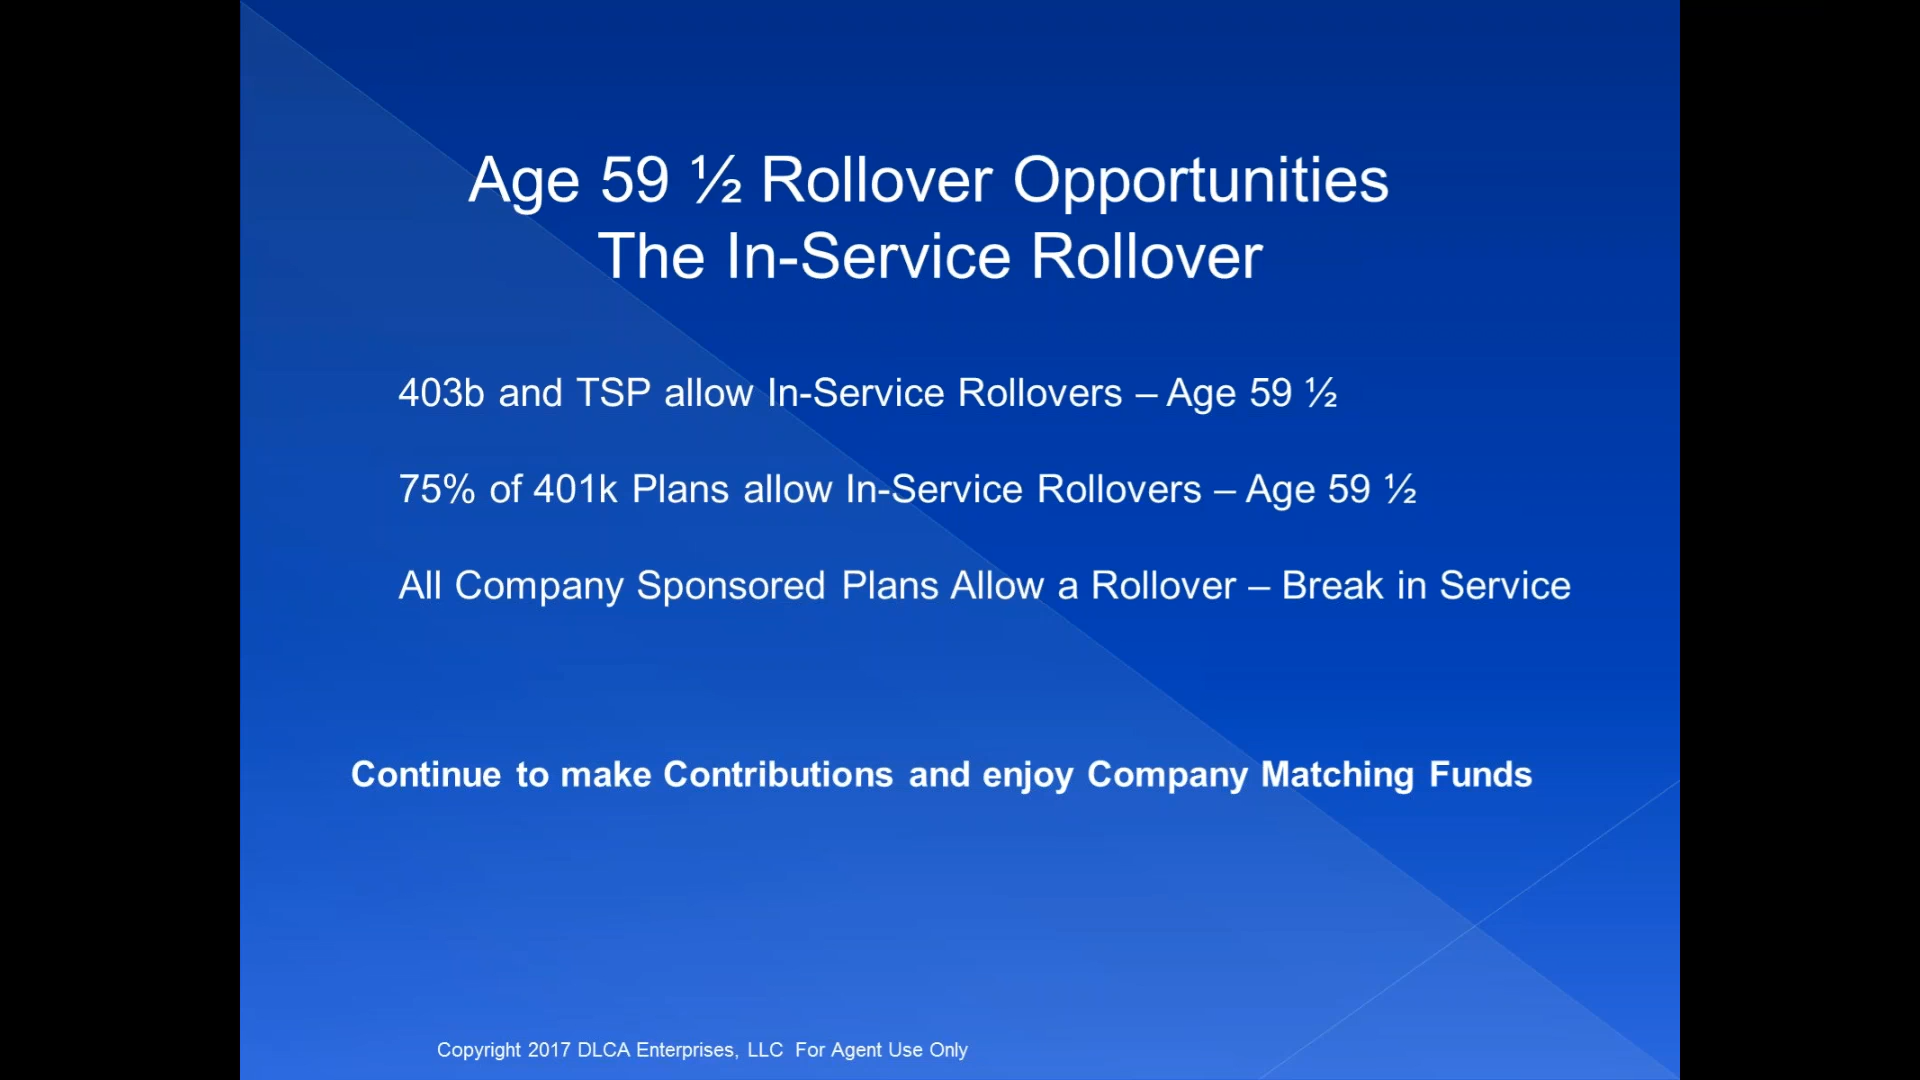 Age 59 ½ Rollover Opportunities
The In-Service Rollover
403b and TSP allow In-Service Rollovers – Age 59 ½
75% of 401k Plans allow In-Service Rollovers – Age 59 ½
All Company Sponsored Plans Allow a Rollover – Break in Service
Continue to make Contributions and enjoy Company Matching Funds
Copyright 2017 DLCA Enterprises, LLC For Agent Use Only